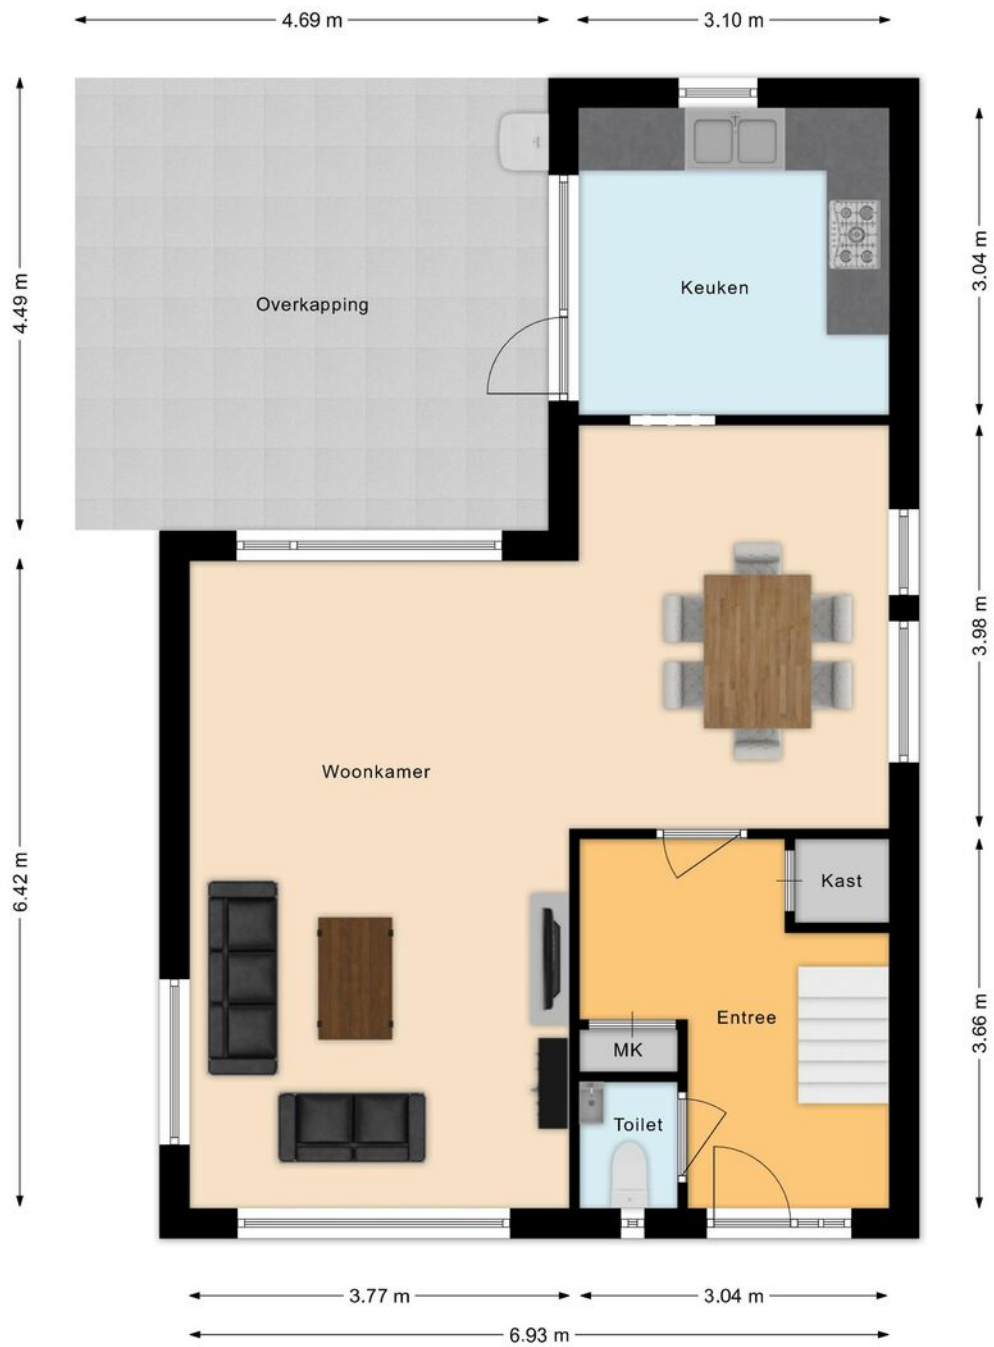 4.69 m
3.10 m
4.49 m
3.04 m
Keuken
Overkapping
3.98 m
Woonkamer
6.42 m
Kast
3.66 m
Entree
MK
Toilet
3.77 m
3.04 m
6.93 m